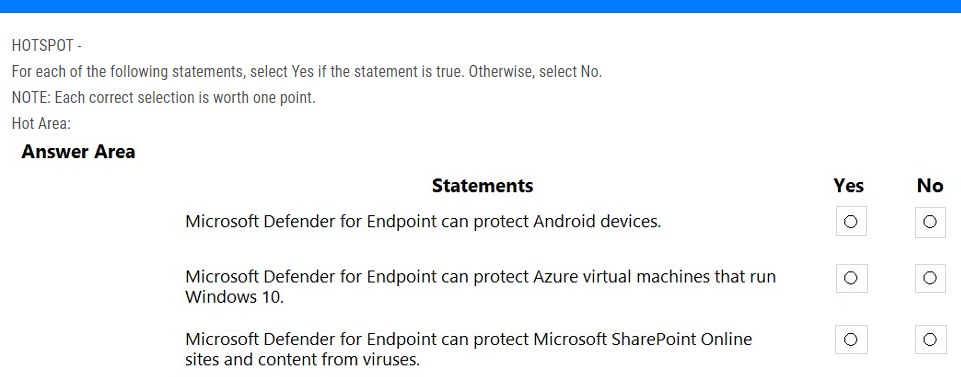 HOTSPOT -
For each of the following statements, select Yes if the statement is true. Otherwise, select No.
NOTE: Each correct selection is worth one point.
Hot Area:
Answer Area
Statements Yes No
Microsoft Defender for Endpoint can protect Android devices.
Microsoft Defender for Endpoint can protect Azure virtual machines that run
Windows 10.
Microsoft Defender for Endpoint can protect Microsoft SharePoint Online
sites and content from viruses.